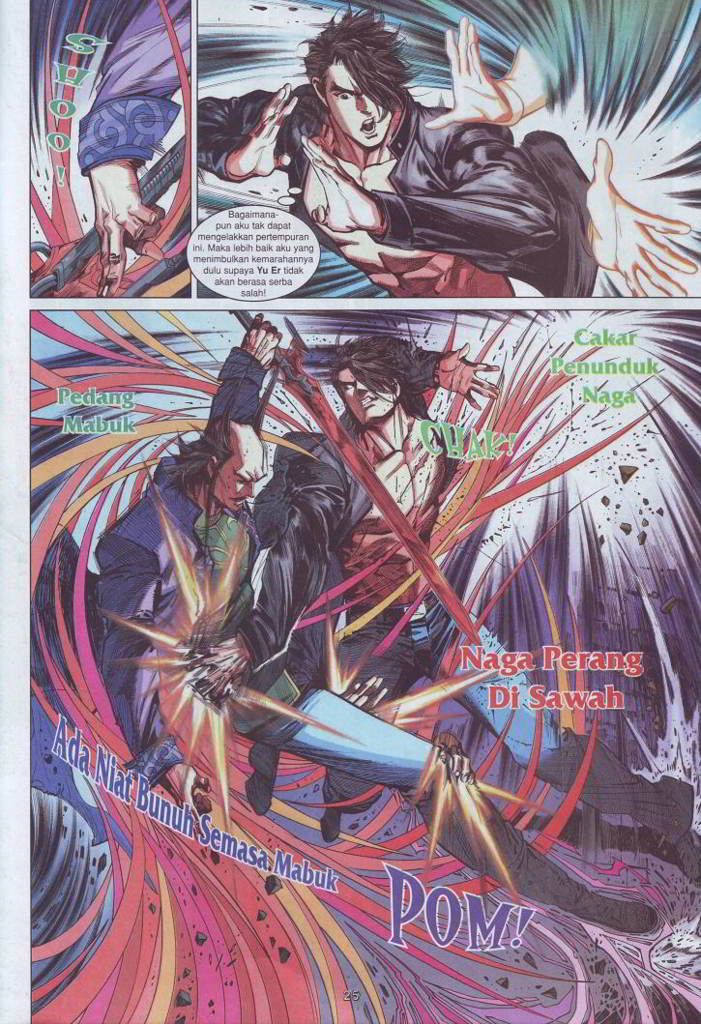 SHOO!
Bagaimana-
pun aku tak dapat
mengelakkan pertempuran
ini. Maka lebih baik aku yang
menimbulkan kemarahannya
dulu supaya Yu Er tidak
akan berasa serba
salah!
Pedang
Mabuk
Cakar
Penunduk
Naga
CHAK!
Naga Perang
Di Sawah
Ada Niat Bunuh Semasa Mabuk
POM!
25